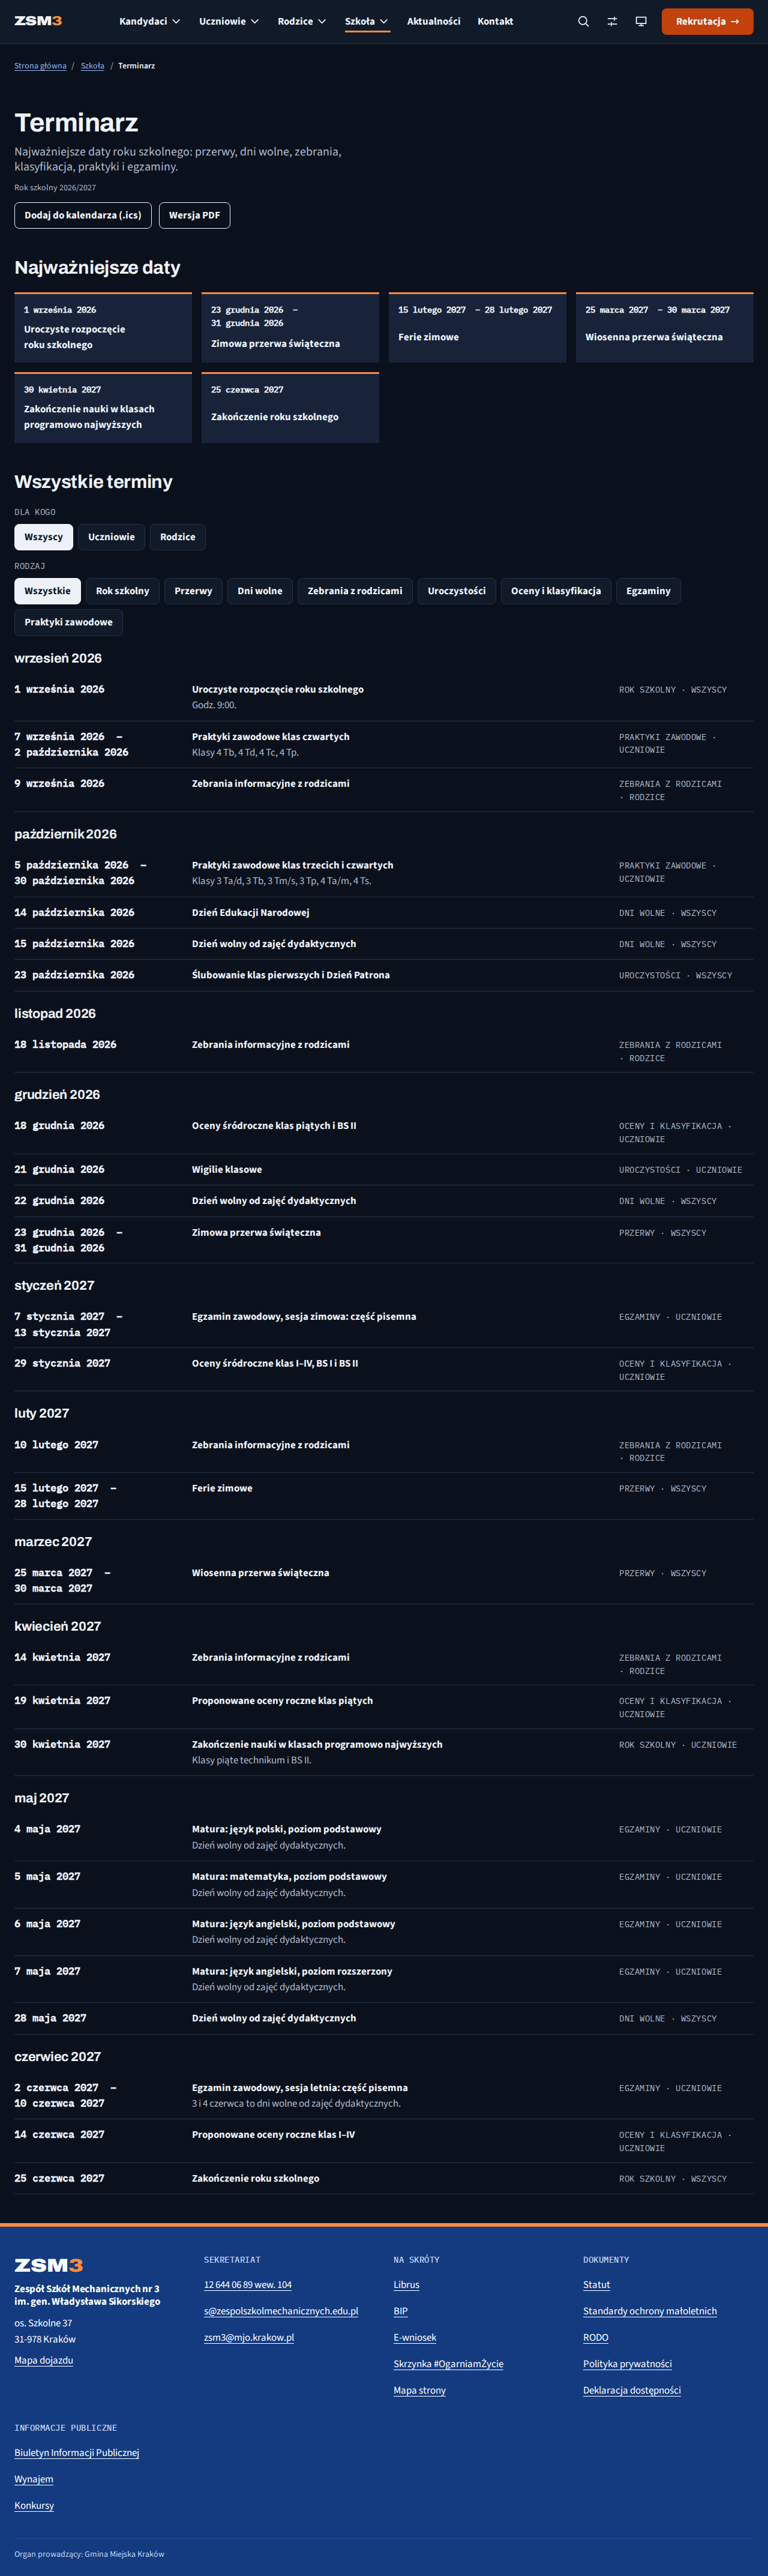 ZSM3
Kandydaci
Uczniowie
Rodzice
Szkoła
Aktualności
Kontakt
Rekrutacja →
Strona główna / Szkoła / Terminarz
Terminarz
Najważniejsze daty roku szkolnego: przerwy, dni wolne, zebrania,
klasyfikacja, praktyki i egzaminy.
Rok szkolny 2026/2027
Dodaj do kalendarza (.ics)
Wersja PDF
Najważniejsze daty
1 września 2026
Uroczyste rozpoczęcie
roku szkolnego
23 grudnia 2026 –
31 grudnia 2026
Zimowa przerwa świąteczna
15 lutego 2027 – 28 lutego 2027
Ferie zimowe
25 marca 2027 – 30 marca 2027
Wiosenna przerwa świąteczna
30 kwietnia 2027
Zakończenie nauki w klasach
programowo najwyższych
25 czerwca 2027
Zakończenie roku szkolnego
Wszystkie terminy
DLA KOGO
Wszyscy
Uczniowie
Rodzice
RODZAJ
Wszystkie
Rok szkolny
Przerwy
Dni wolne
Zebrania z rodzicami
Uroczystości
Oceny i klasyfikacja
Egzaminy
Praktyki zawodowe
wrzesień 2026
1 września 2026
Uroczyste rozpoczęcie roku szkolnego
Godz. 9:00.
ROK SZKOLNY · WSZYSCY
7 września 2026 –
2 października 2026
Praktyki zawodowe klas czwartych
Klasy 4 Tb, 4 Td, 4 Tc, 4 Tp.
PRAKTYKI ZAWODOWE ·
UCZNIOWIE
9 września 2026
Zebrania informacyjne z rodzicami
ZEBRANIA Z RODZICAMI
· RODZICE
październik 2026
5 października 2026 –
30 października 2026
Praktyki zawodowe klas trzecich i czwartych
Klasy 3 Ta/d, 3 Tb, 3 Tm/s, 3 Tp, 4 Ta/m, 4 Ts.
PRAKTYKI ZAWODOWE ·
UCZNIOWIE
14 października 2026
Dzień Edukacji Narodowej
DNI WOLNE · WSZYSCY
15 października 2026
Dzień wolny od zajęć dydaktycznych
DNI WOLNE · WSZYSCY
23 października 2026
Ślubowanie klas pierwszych i Dzień Patrona
UROCZYSTOŚCI · WSZYSCY
listopad 2026
18 listopada 2026
Zebrania informacyjne z rodzicami
ZEBRANIA Z RODZICAMI
· RODZICE
grudzień 2026
18 grudnia 2026
Oceny śródroczne klas piątych i BS II
OCENY I KLASYFIKACJA ·
UCZNIOWIE
21 grudnia 2026
Wigilie klasowe
UROCZYSTOŚCI · UCZNIOWIE
22 grudnia 2026
Dzień wolny od zajęć dydaktycznych
DNI WOLNE · WSZYSCY
23 grudnia 2026 –
31 grudnia 2026
Zimowa przerwa świąteczna
PRZERWY · WSZYSCY
styczeń 2027
7 stycznia 2027 –
13 stycznia 2027
Egzamin zawodowy, sesja zimowa: część pisemna
EGZAMINY · UCZNIOWIE
29 stycznia 2027
Oceny śródroczne klas I–IV, BS I i BS II
OCENY I KLASYFIKACJA ·
UCZNIOWIE
luty 2027
10 lutego 2027
Zebrania informacyjne z rodzicami
ZEBRANIA Z RODZICAMI
· RODZICE
15 lutego 2027 –
28 lutego 2027
Ferie zimowe
PRZERWY · WSZYSCY
marzec 2027
25 marca 2027 –
30 marca 2027
Wiosenna przerwa świąteczna
PRZERWY · WSZYSCY
kwiecień 2027
14 kwietnia 2027
Zebrania informacyjne z rodzicami
ZEBRANIA Z RODZICAMI
· RODZICE
19 kwietnia 2027
Proponowane oceny roczne klas piątych
OCENY I KLASYFIKACJA ·
UCZNIOWIE
30 kwietnia 2027
Zakończenie nauki w klasach programowo najwyższych
Klasy piąte technikum i BS II.
ROK SZKOLNY · UCZNIOWIE
maj 2027
4 maja 2027
Matura: język polski, poziom podstawowy
Dzień wolny od zajęć dydaktycznych.
EGZAMINY · UCZNIOWIE
5 maja 2027
Matura: matematyka, poziom podstawowy
Dzień wolny od zajęć dydaktycznych.
EGZAMINY · UCZNIOWIE
6 maja 2027
Matura: język angielski, poziom podstawowy
Dzień wolny od zajęć dydaktycznych.
EGZAMINY · UCZNIOWIE
7 maja 2027
Matura: język angielski, poziom rozszerzony
Dzień wolny od zajęć dydaktycznych.
EGZAMINY · UCZNIOWIE
28 maja 2027
Dzień wolny od zajęć dydaktycznych
DNI WOLNE · WSZYSCY
czerwiec 2027
2 czerwca 2027 –
10 czerwca 2027
Egzamin zawodowy, sesja letnia: część pisemna
3 i 4 czerwca to dni wolne od zajęć dydaktycznych.
EGZAMINY · UCZNIOWIE
14 czerwca 2027
Proponowane oceny roczne klas I–IV
OCENY I KLASYFIKACJA ·
UCZNIOWIE
25 czerwca 2027
Zakończenie roku szkolnego
ROK SZKOLNY · WSZYSCY
ZSM3
Zespół Szkół Mechanicznych nr 3
im. gen. Władysława Sikorskiego
os. Szkolne 37
31-978 Kraków
Mapa dojazdu
SEKRETARIAT
12 644 06 89 wew. 104
s@zespolszkolmechanicznych.edu.pl
zsm3@mjo.krakow.pl
NA SKRÓTY
Librus
BIP
E-wniosek
Skrzynka #OgarniamŻycie
Mapa strony
DOKUMENTY
Statut
Standardy ochrony małoletnich
RODO
Polityka prywatności
Deklaracja dostępności
INFORMACJE PUBLICZNE
Biuletyn Informacji Publicznej
Wynajem
Konkursy
Organ prowadzący: Gmina Miejska Kraków